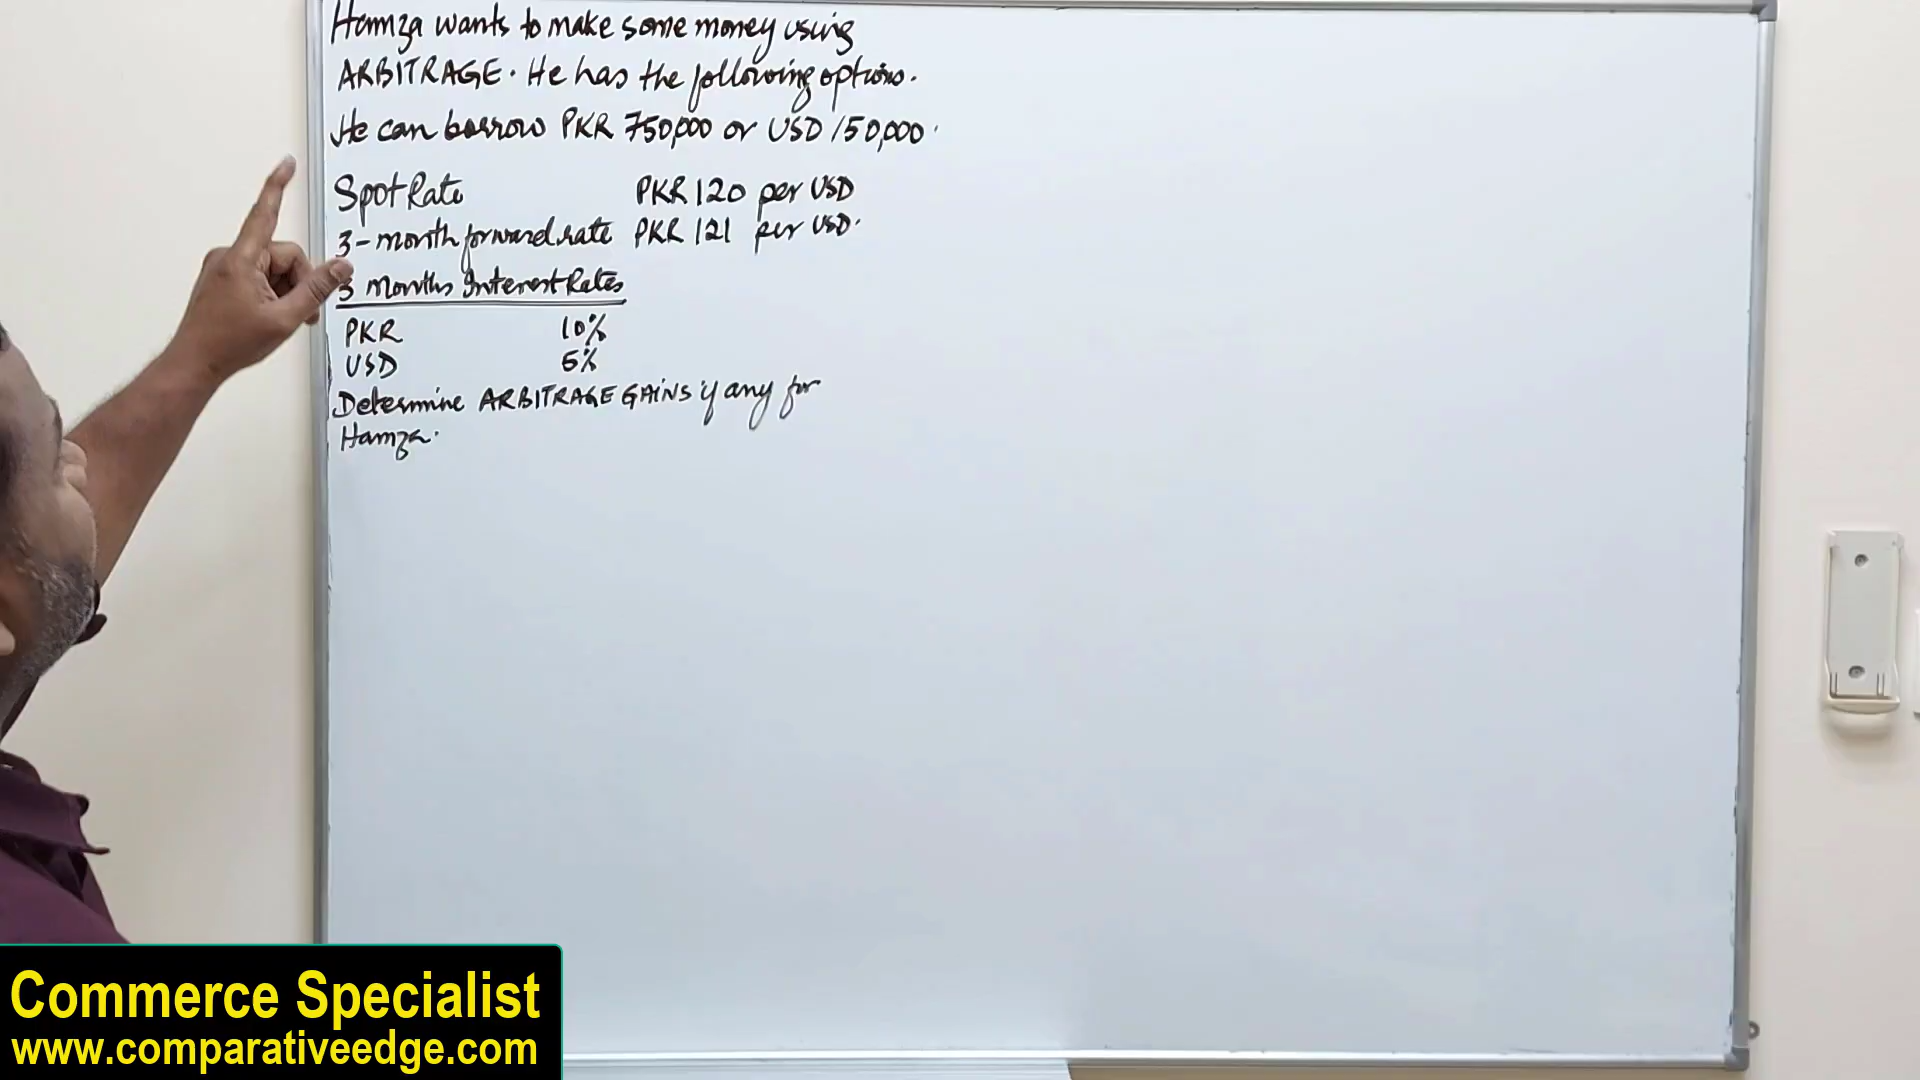 Hamza wants to make some money using
ARBITRAGE. He has the following options.
He can borrow PKR 750,000 or USD 150,000.
Spot Rate PKR 120 per USD
3-month forward rate PKR 121 per USD.
3 Months Interest Rates
PKR 10%
USD 5%
Determine ARBITRAGE GAINS if any for
Hamza.
Commerce Specialist
www.comparativeedge.com